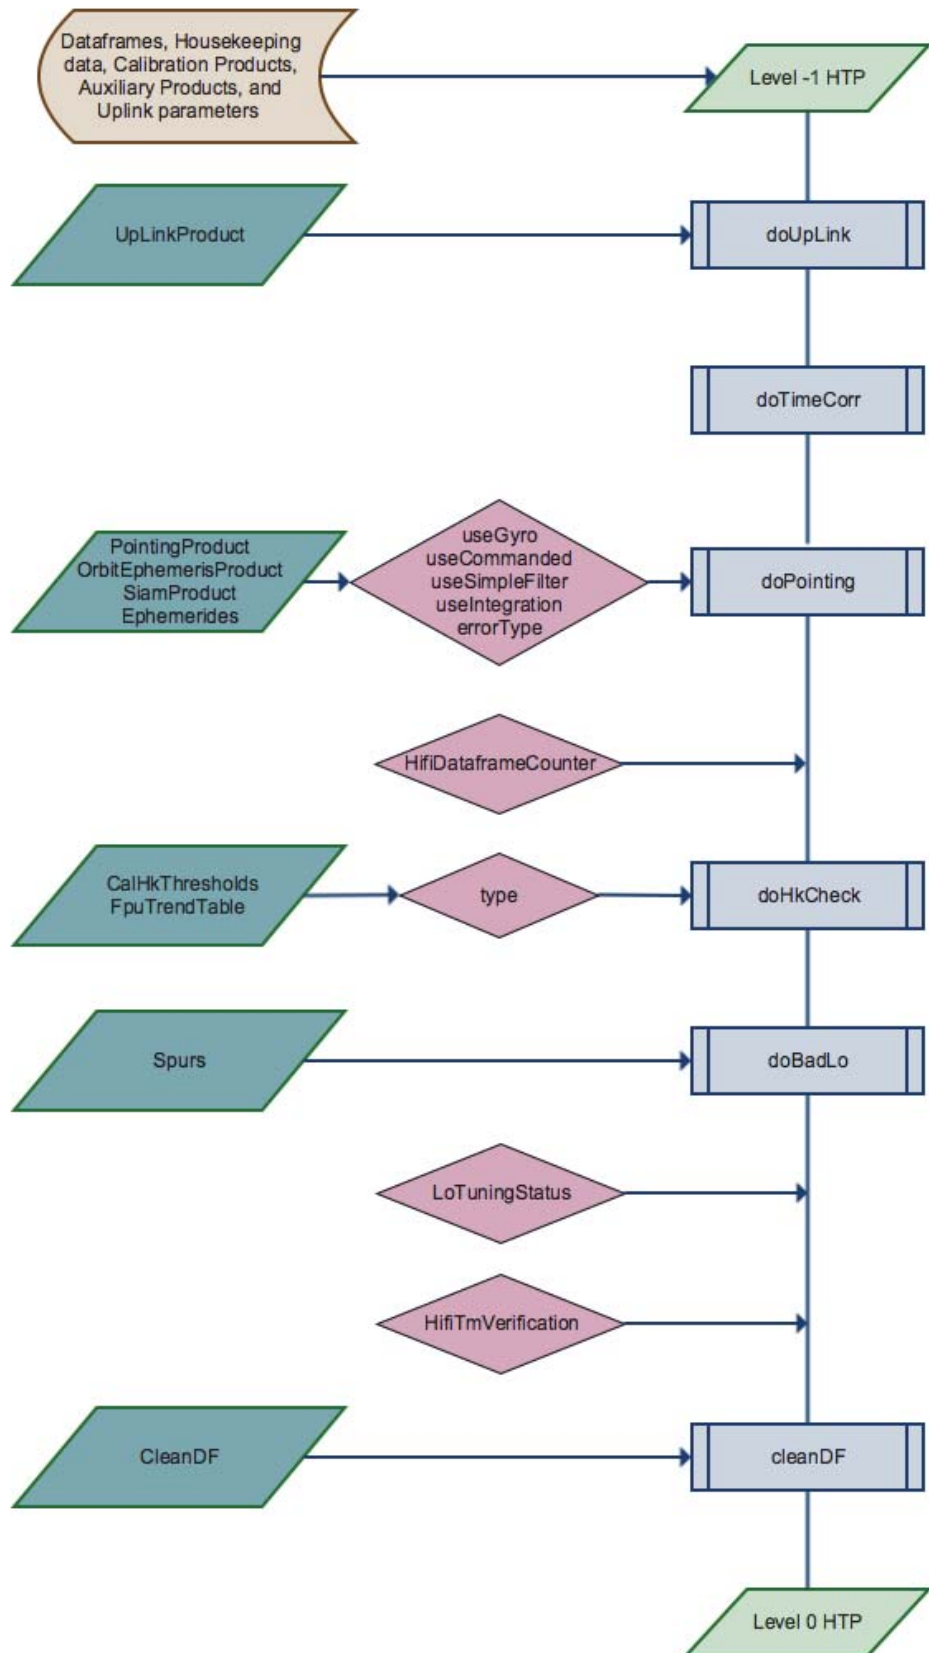 Dataframes, Housekeeping
data, Calibration Products,
Auxiliary Products, and
Uplink parameters
Level -1 HTP
UpLinkProduct
doUpLink
doTimeCorr
PointingProduct
OrbitEphemerisProduct
SiamProduct
Ephemerides
useGyro
useCommanded
useSimpleFilter
useIntegration
errorType
doPointing
HifiDataframeCounter
CalHkThresholds
FpuTrendTable
type
doHkCheck
Spurs
doBadLo
LoTuningStatus
HifiTmVerification
CleanDF
cleanDF
Level 0 HTP